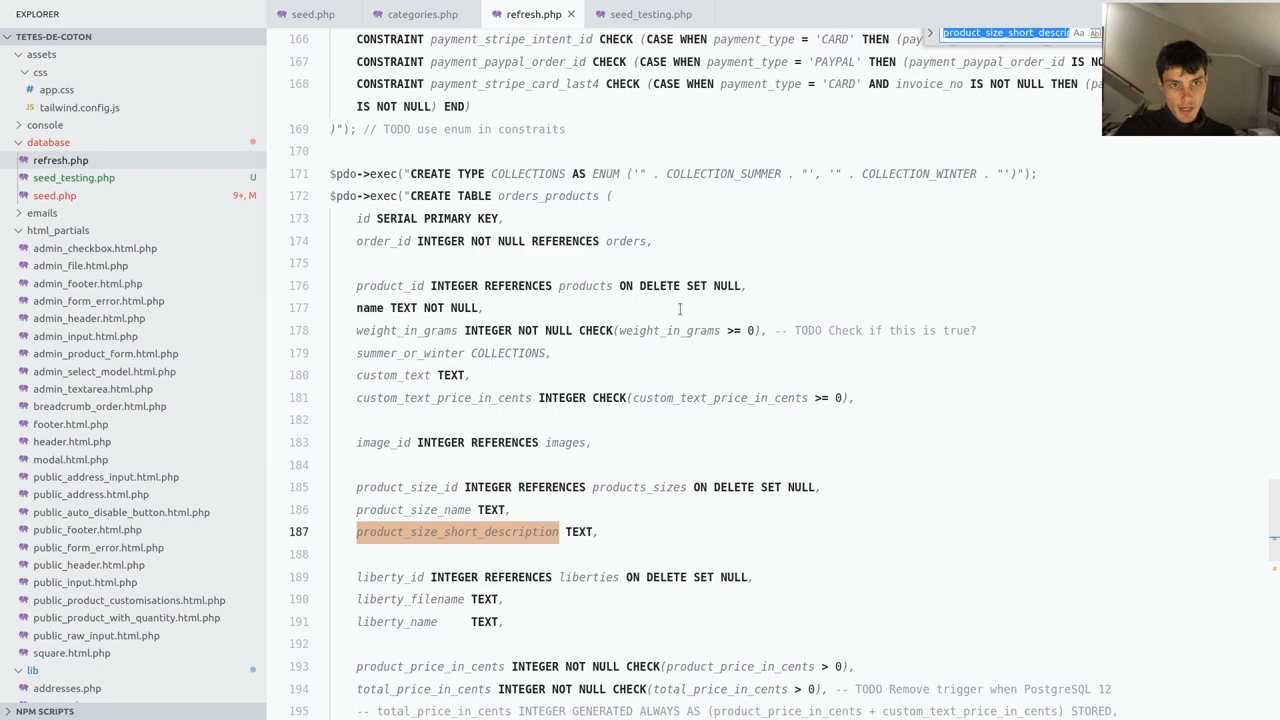 EXPLORER
TETES-DE-COTON
assets
css
app.css
tailwind.config.js
console
database
refresh.php
seed_testing.php U
seed.php 9+, M
emails
html_partials
admin_checkbox.html.php
admin_file.html.php
admin_footer.html.php
admin_form_error.html.php
admin_header.html.php
admin_input.html.php
admin_product_form.html.php
admin_select_model.html.php
admin_textarea.html.php
breadcrumb_order.html.php
footer.html.php
header.html.php
modal.html.php
public_address_input.html.php
public_address.html.php
public_auto_disable_button.html.php
public_footer.html.php
public_form_error.html.php
public_header.html.php
public_input.html.php
public_product_customisations.html.php
public_product_with_quantity.html.php
public_raw_input.html.php
square.html.php
lib
addresses.php
NPM SCRIPTS
seed.php categories.php refresh.php seed_testing.php
product_size_short_descrip Aa Abl
166 CONSTRAINT payment_stripe_intent_id CHECK (CASE WHEN payment_type = 'CARD' THEN (pay
167 CONSTRAINT payment_paypal_order_id CHECK (CASE WHEN payment_type = 'PAYPAL' THEN (payment_paypal_order_id IS NO
168 CONSTRAINT payment_stripe_card_last4 CHECK (CASE WHEN payment_type = 'CARD' AND invoice_no IS NOT NULL THEN (pa
IS NOT NULL) END)
169 )"); // TODO use enum in constraits
170
171 $pdo->exec("CREATE TYPE COLLECTIONS AS ENUM ('" . COLLECTION_SUMMER . "', '" . COLLECTION_WINTER . "')");
172 $pdo->exec("CREATE TABLE orders_products (
173 id SERIAL PRIMARY KEY,
174 order_id INTEGER NOT NULL REFERENCES orders,
175
176 product_id INTEGER REFERENCES products ON DELETE SET NULL,
177 name TEXT NOT NULL,
178 weight_in_grams INTEGER NOT NULL CHECK(weight_in_grams >= 0), -- TODO Check if this is true?
179 summer_or_winter COLLECTIONS,
180 custom_text TEXT,
181 custom_text_price_in_cents INTEGER CHECK(custom_text_price_in_cents >= 0),
182
183 image_id INTEGER REFERENCES images,
184
185 product_size_id INTEGER REFERENCES products_sizes ON DELETE SET NULL,
186 product_size_name TEXT,
187 product_size_short_description TEXT,
188
189 liberty_id INTEGER REFERENCES liberties ON DELETE SET NULL,
190 liberty_filename TEXT,
191 liberty_name TEXT,
192
193 product_price_in_cents INTEGER NOT NULL CHECK(product_price_in_cents > 0),
194 total_price_in_cents INTEGER NOT NULL CHECK(total_price_in_cents > 0), -- TODO Remove trigger when PostgreSQL 12
195 -- total_price_in_cents INTEGER GENERATED ALWAYS AS (product_price_in_cents + custom_text_price_in_cents) STORED,